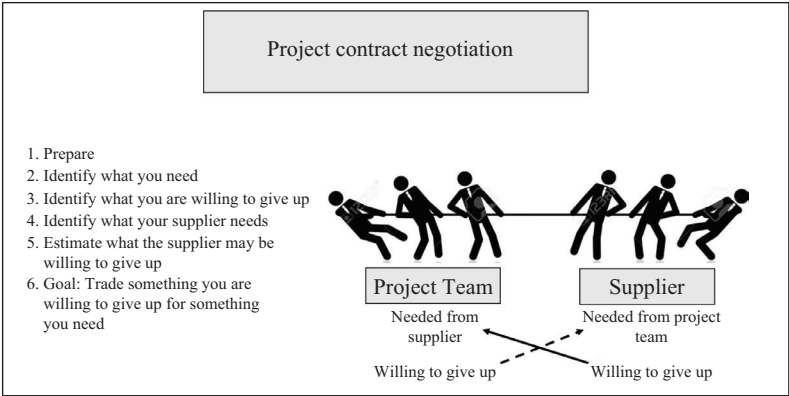 Project contract negotiation
1. Prepare
2. Identify what you need
3. Identify what you are willing to give up
4. Identify what your supplier needs
5. Estimate what the supplier may be
willing to give up
6. Goal: Trade something you are
willing to give up for something
you need
Project Team
Supplier
Needed from
supplier
Needed from project
team
Willing to give up
Willing to give up